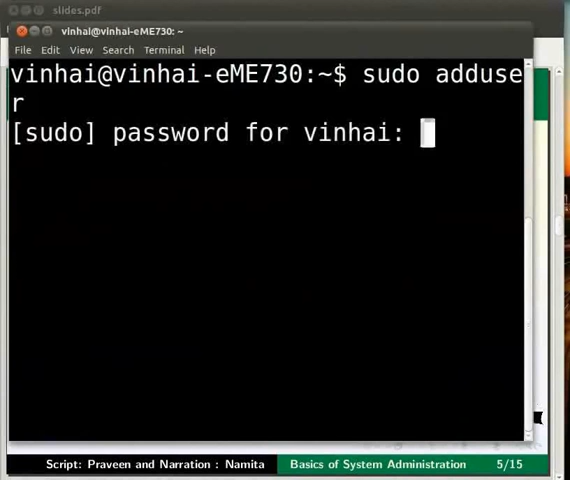 slides.pdf
vinhai@vinhai-eME730: ~
File Edit View Search Terminal Help
vinhai@vinhai-eME730:~$ sudo adduse
r
[sudo] password for vinhai:
Script: Praveen and Narration : Namita Basics of System Administration 5/15